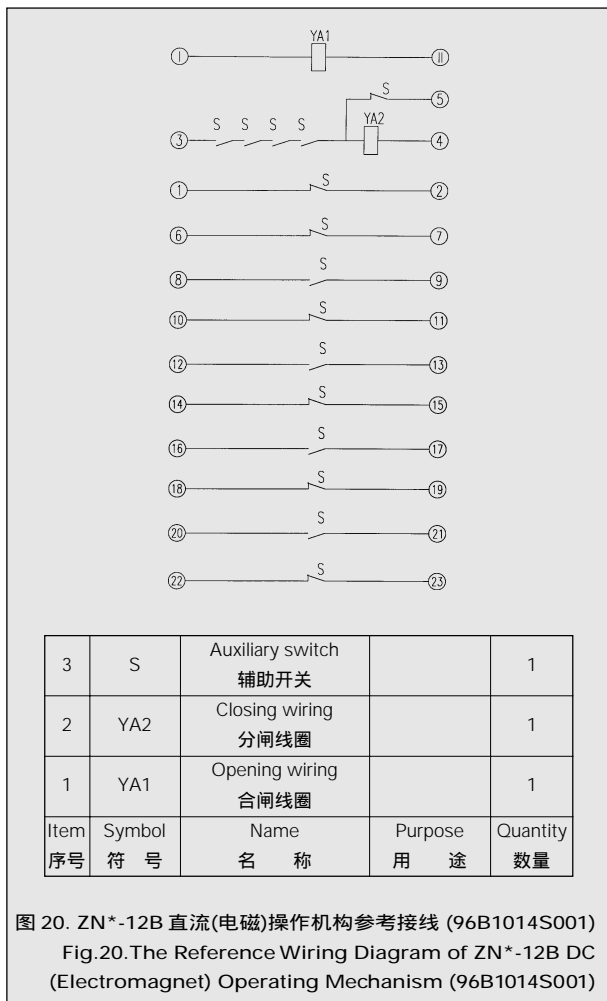 YA1
I II
S
5
S S S S YA2
3 4
S
1 2
S
6 7
S
8 9
S
10 11
S
12 13
S
14 15
S
16 17
S
18 19
S
20 21
S
22 23
3 S Auxiliary switch 1
辅助开关
2 YA2 Closing wiring 1
分闸线圈
1 YA1 Opening wiring 1
合闸线圈
Item Symbol Name Purpose Quantity
序号 符 号 名 称 用 途 数量
图 20. ZN*-12B 直流(电磁)操作机构参考接线 (96B1014S001)
Fig.20.The Reference Wiring Diagram of ZN*-12B DC
(Electromagnet) Operating Mechanism (96B1014S001)